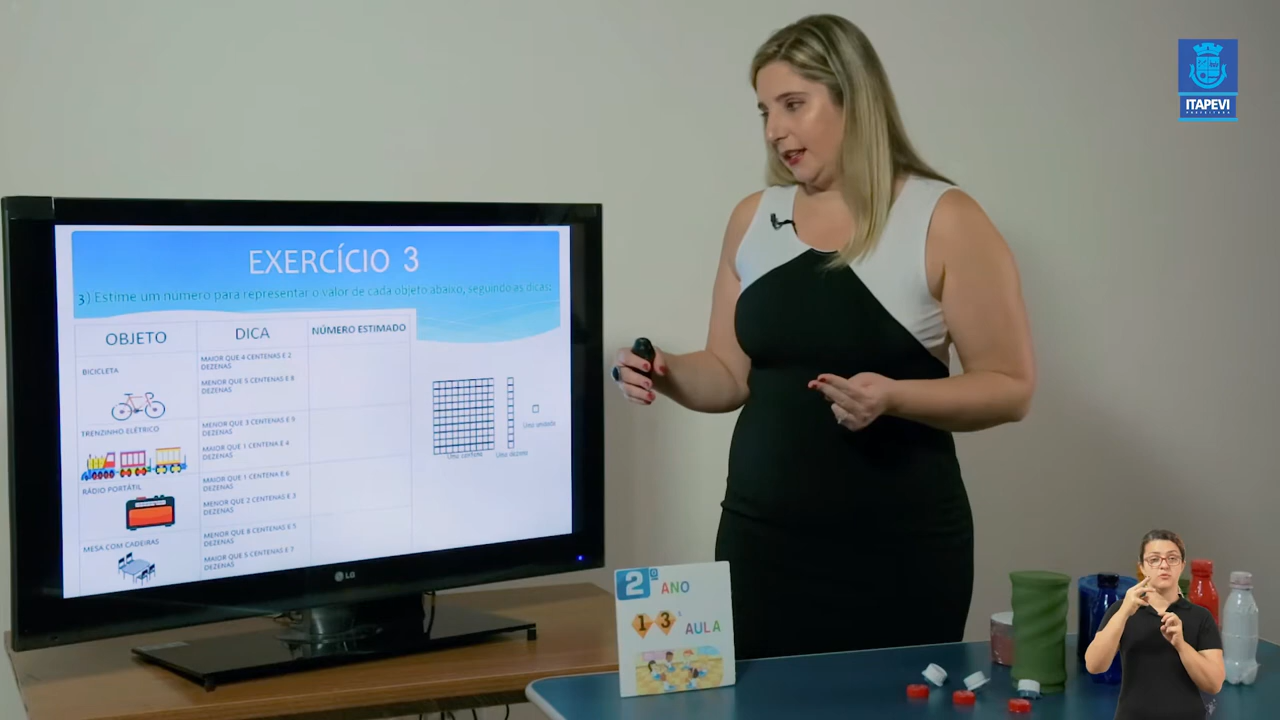 ITAPEVI
PREFEITURA
EXERCÍCIO 3
3) Estime um número para representar o valor de cada objeto abaixo, seguindo as dicas:
OBJETO
DICA
NÚMERO ESTIMADO
BICICLETA
MAIOR QUE 4 CENTENAS E 2
DEZENAS
MENOR QUE 5 CENTENAS E 8
DEZENAS
TRENZINHO ELÉTRICO
MENOR QUE 3 CENTENAS E 9
DEZENAS
MAIOR QUE 1 CENTENA E 4
DEZENAS
RÁDIO PORTÁTIL
MAIOR QUE 1 CENTENA E 6
DEZENAS
MENOR QUE 2 CENTENAS E 3
DEZENAS
MESA COM CADEIRAS
MENOR QUE 8 CENTENAS E 5
DEZENAS
MAIOR QUE 5 CENTENAS E 7
DEZENAS
Uma centena
Uma dezena
Uma unidade
LG
2º ANO
13ª
AULA